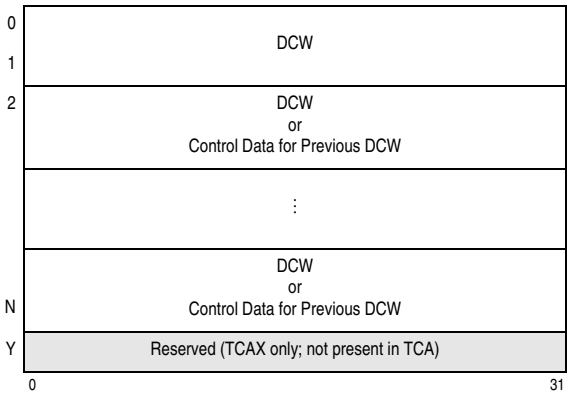 0
DCW
1
2
DCW
or
Control Data for Previous DCW
⋮
DCW
or
N
Control Data for Previous DCW
Y
Reserved (TCAX only; not present in TCA)
0 31